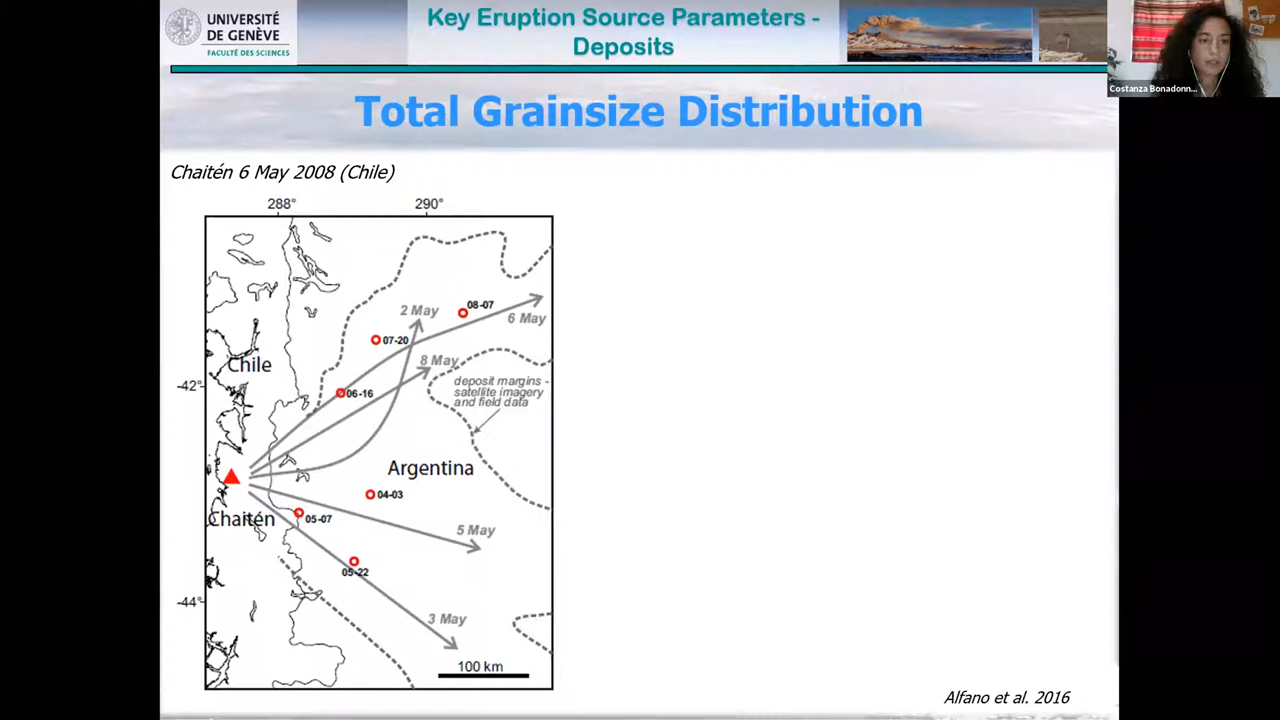 UNIVERSITÉ
DE GENÈVE
FACULTÉ DES SCIENCES
Key Eruption Source Parameters -
Deposits
Costanza Bonadonn...
Total Grainsize Distribution
Chaitén 6 May 2008 (Chile)
288°
290°
2 May
08-07
6 May
07-20
8 May
Chile
-42°
06-16
deposit margins -
satellite imagery
and field data
Argentina
04-03
Chaitén
05-07
5 May
05-22
-44°
3 May
100 km
Alfano et al. 2016